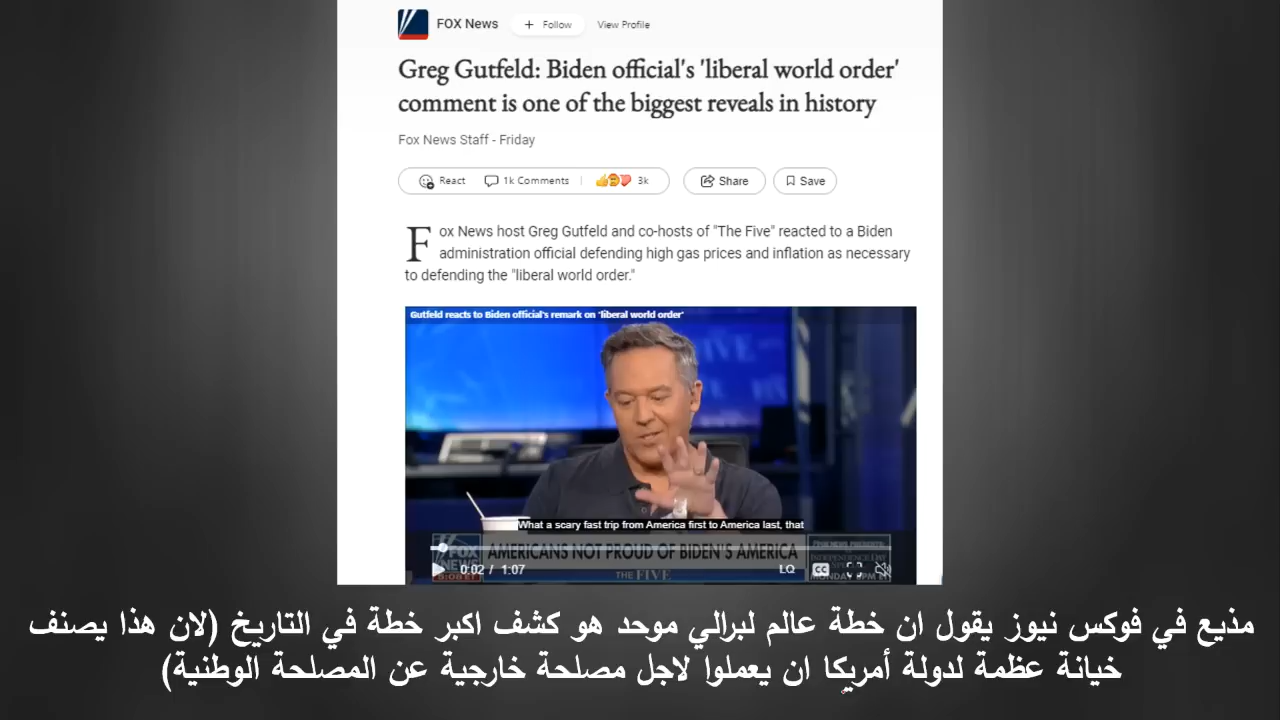 FOX News + Follow View Profile
Greg Gutfeld: Biden official's 'liberal world order'
comment is one of the biggest reveals in history
Fox News Staff - Friday
React 1k Comments 3k Share Save
Fox News host Greg Gutfeld and co-hosts of "The Five" reacted to a Biden
administration official defending high gas prices and inflation as necessary
to defending the "liberal world order."
Gutfeld reacts to Biden official's remark on 'liberal world order'
What a scary fast trip from America first to America last, that
FOX NEWS AMERICANS NOT PROUD OF BIDEN'S AMERICA
THE FIVE
0:02 / 1:07 LQ CC
مذيع في فوكس نيوز يقول ان خطة عالم لبرالي موحد هو كشف اكبر خطة في التاريخ (لان هذا يصنف
خيانة عظمة لدولة أمريكا ان يعملوا لاجل مصلحة خارجية عن المصلحة الوطنية)